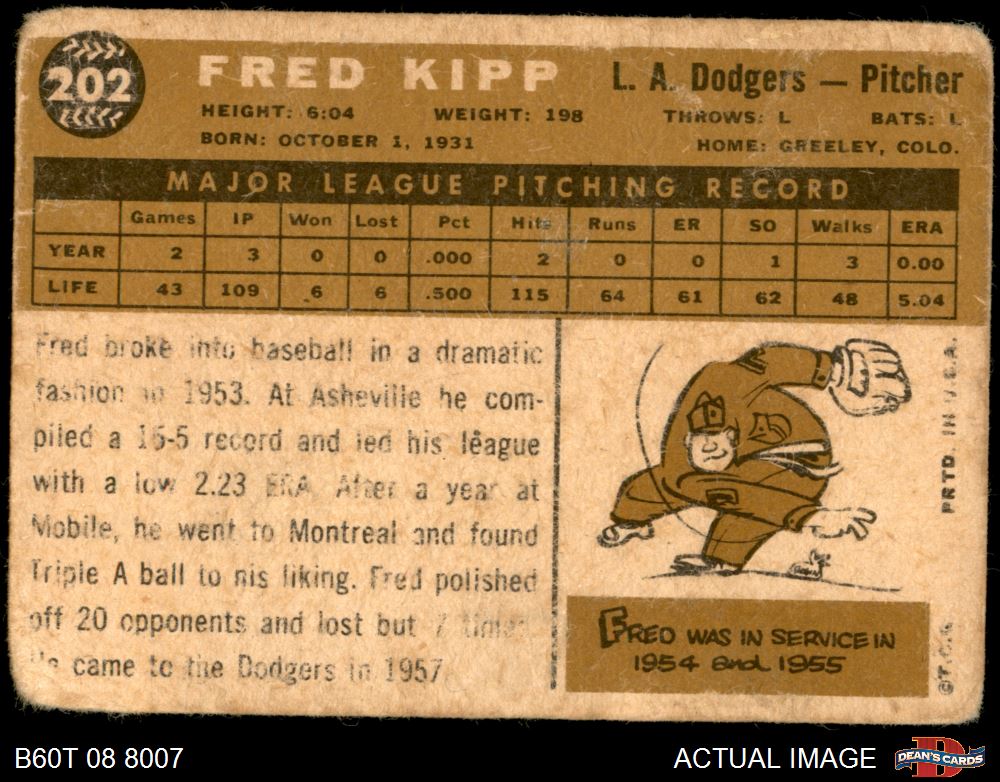 202
FRED KIPP
L. A. Dodgers — Pitcher
HEIGHT: 6:04 WEIGHT: 198 THROWS: L BATS: L
BORN: OCTOBER 1, 1931 HOME: GREELEY, COLO.
MAJOR LEAGUE PITCHING RECORD
Games IP Won Lost Pct Hits Runs ER SO Walks ERA
YEAR 2 3 0 0 .000 2 0 0 1 3 0.00
LIFE 43 109 6 6 .500 115 64 61 62 48 5.04
Fred broke into baseball in a dramatic
fashion in 1953. At Asheville he com-
piled a 15-5 record and led his league
with a low 2.23 ERA. After a year at
Mobile, he went to Montreal and found
Triple A ball to his liking. Fred polished
off 20 opponents and lost but 7 times.
He came to the Dodgers in 1957
FRED WAS IN SERVICE IN
1954 and 1955
PRTD. IN U.S.A.
©T.C.G.
B60T 08 8007
ACTUAL IMAGE
D
DEAN'S CARDS